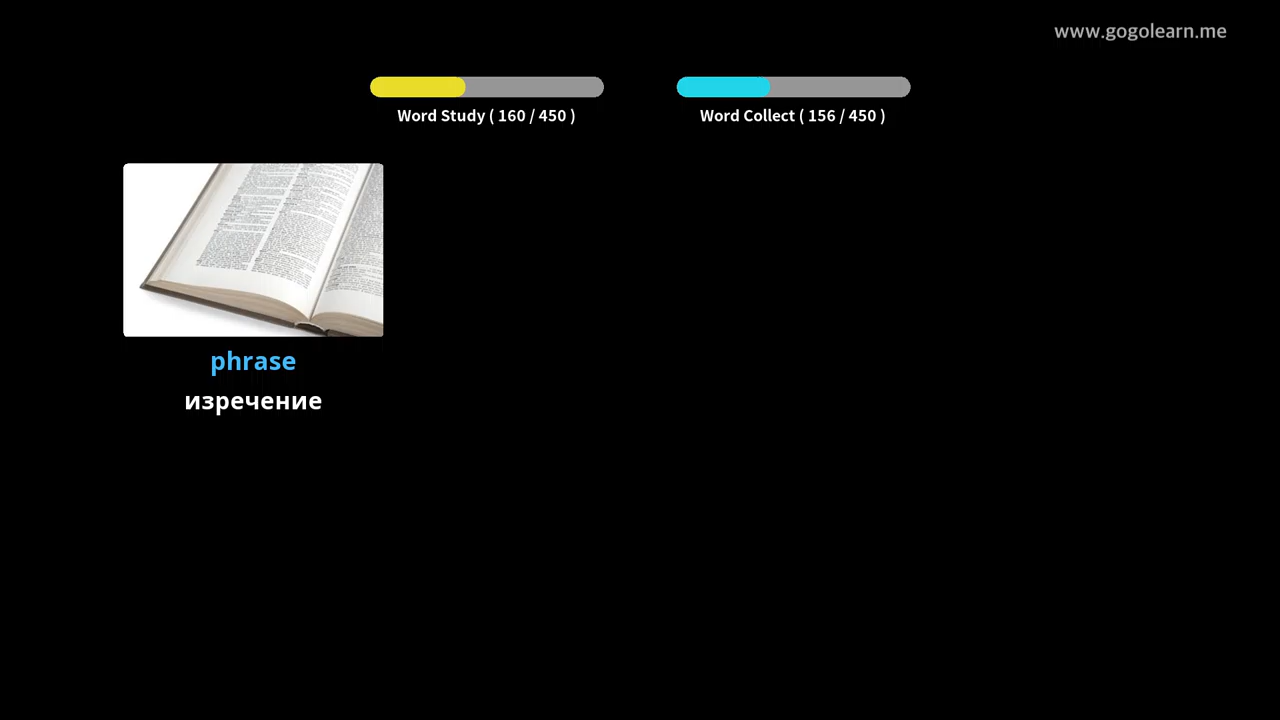 www.gogolearn.me
Word Study ( 160 / 450 )
Word Collect ( 156 / 450 )
phrase
изречение